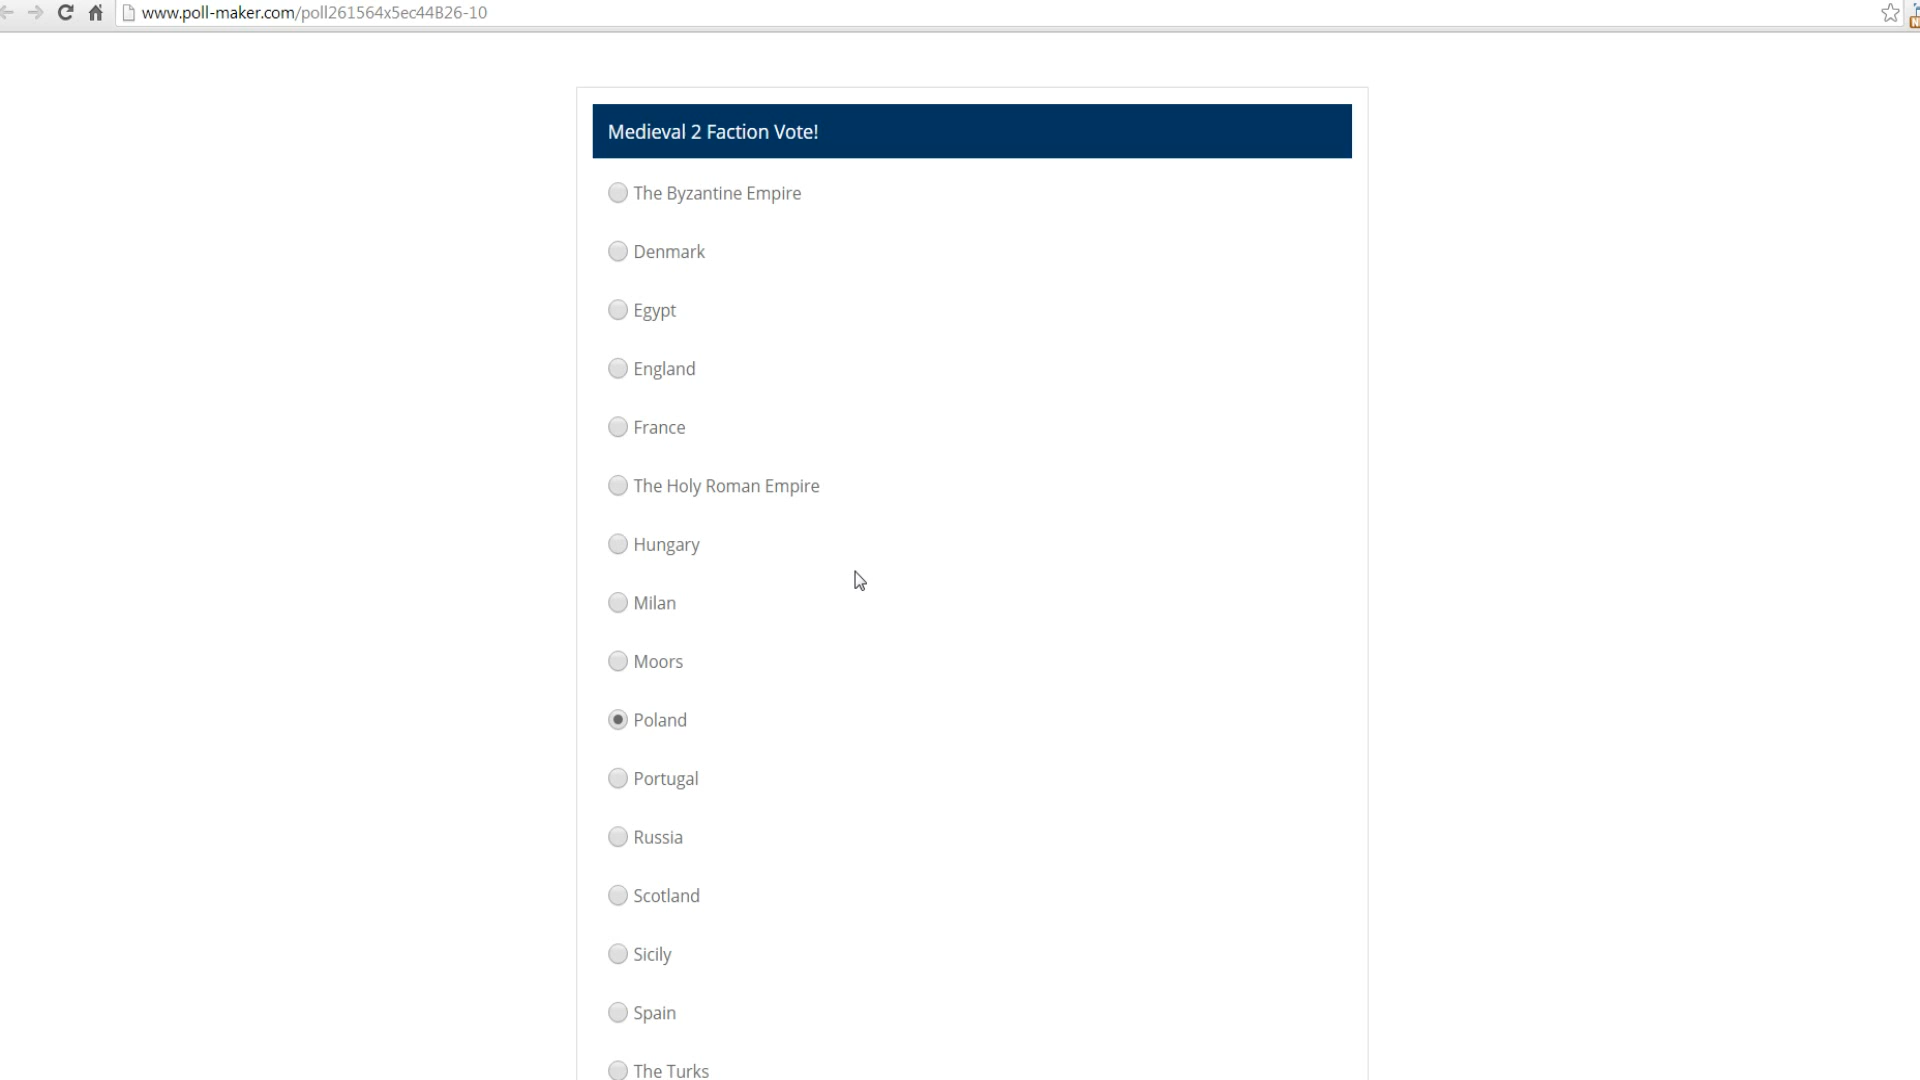 www.poll-maker.com/poll261564x5ec44B26-10
Medieval 2 Faction Vote!
The Byzantine Empire
Denmark
Egypt
England
France
The Holy Roman Empire
Hungary
Milan
Moors
Poland
Portugal
Russia
Scotland
Sicily
Spain
The Turks